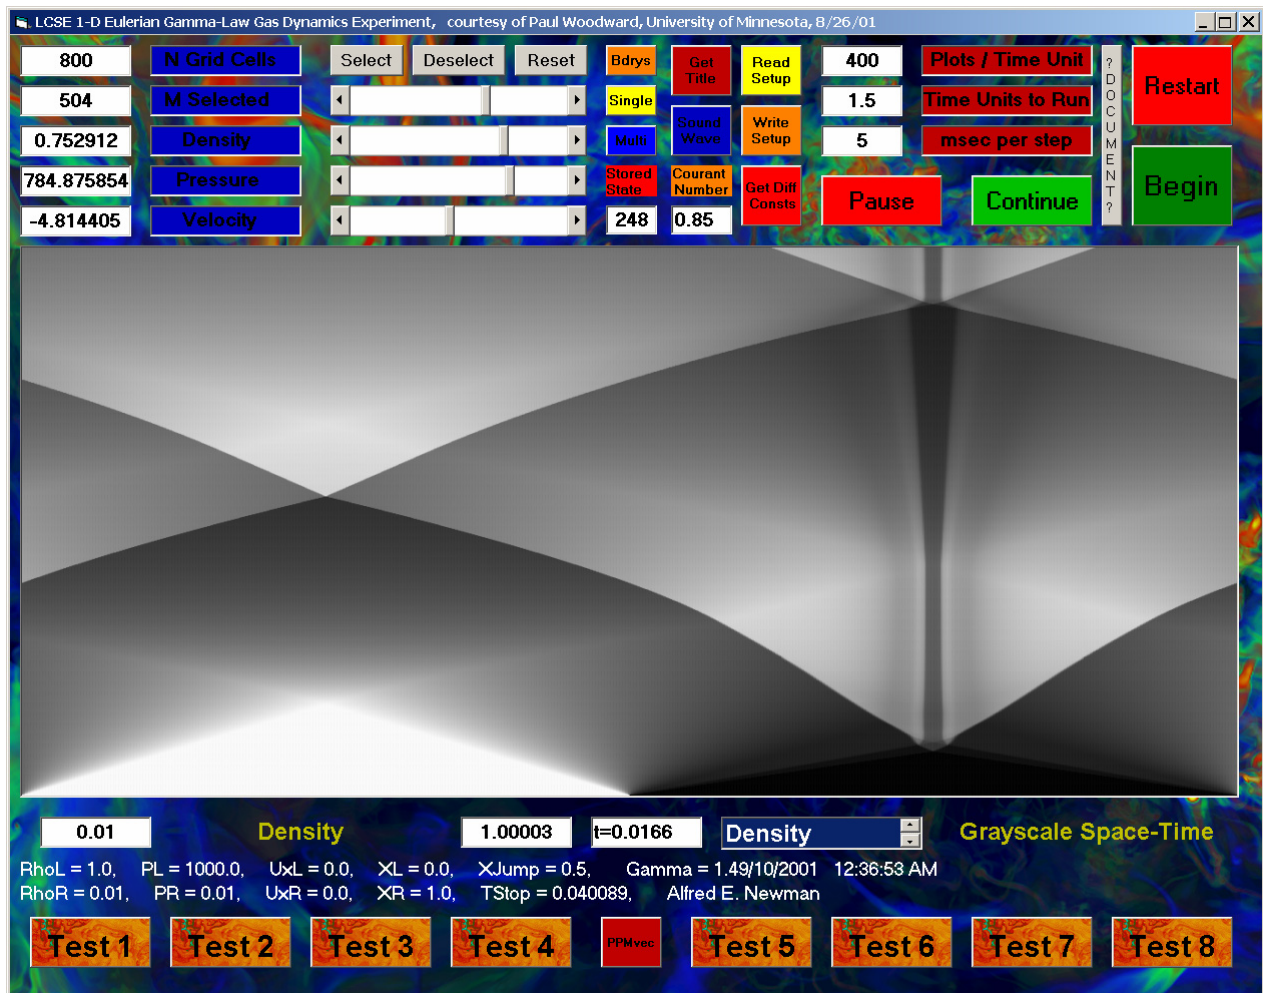 LCSE 1-D Eulerian Gamma-Law Gas Dynamics Experiment,   courtesy of Paul Woodward, University of Minnesota, 8/26/01
800 N Grid Cells Select Deselect Reset Bdrys Get Title Read Setup 400 Plots / Time Unit ?DOCUMENT? Restart
504 M Selected Single 1.5 Time Units to Run
0.752912 Density Multi Sound Wave Write Setup 5 msec per step
784.875854 Pressure Stored State Courant Number Get Diff Consts Pause Continue Begin
-4.814405 Velocity 248 0.85
0.01 Density 1.00003 t=0.0166 Density Grayscale Space-Time
RhoL = 1.0,    PL = 1000.0,    UxL = 0.0,    XL = 0.0,    XJump = 0.5,    Gamma = 1.49/10/2001   12:36:53 AM
RhoR = 0.01,    PR = 0.01,    UxR = 0.0,    XR = 1.0,    TStop = 0.040089,    Alfred E. Newman
Test 1 Test 2 Test 3 Test 4 PPMvec Test 5 Test 6 Test 7 Test 8